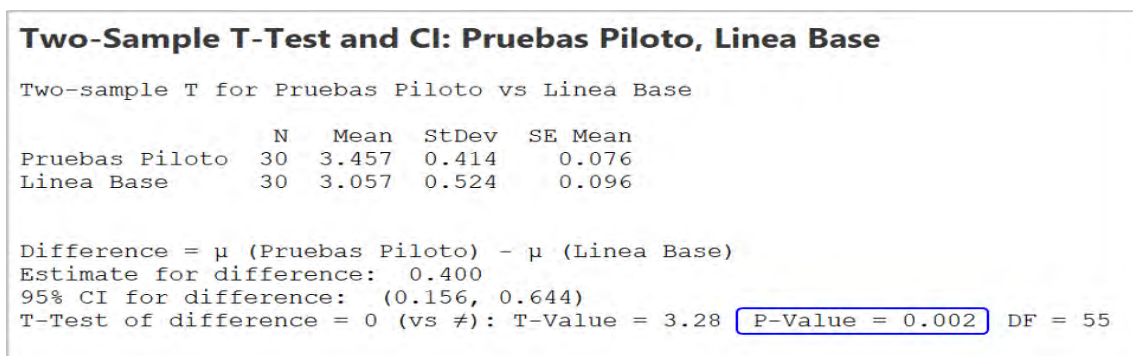 Two-Sample T-Test and CI: Pruebas Piloto, Linea Base
Two-sample T for Pruebas Piloto vs Linea Base
N Mean StDev SE Mean
Pruebas Piloto 30 3.457 0.414 0.076
Linea Base 30 3.057 0.524 0.096
Difference = μ (Pruebas Piloto) - μ (Linea Base)
Estimate for difference: 0.400
95% CI for difference: (0.156, 0.644)
T-Test of difference = 0 (vs ≠): T-Value = 3.28 P-Value = 0.002 DF = 55